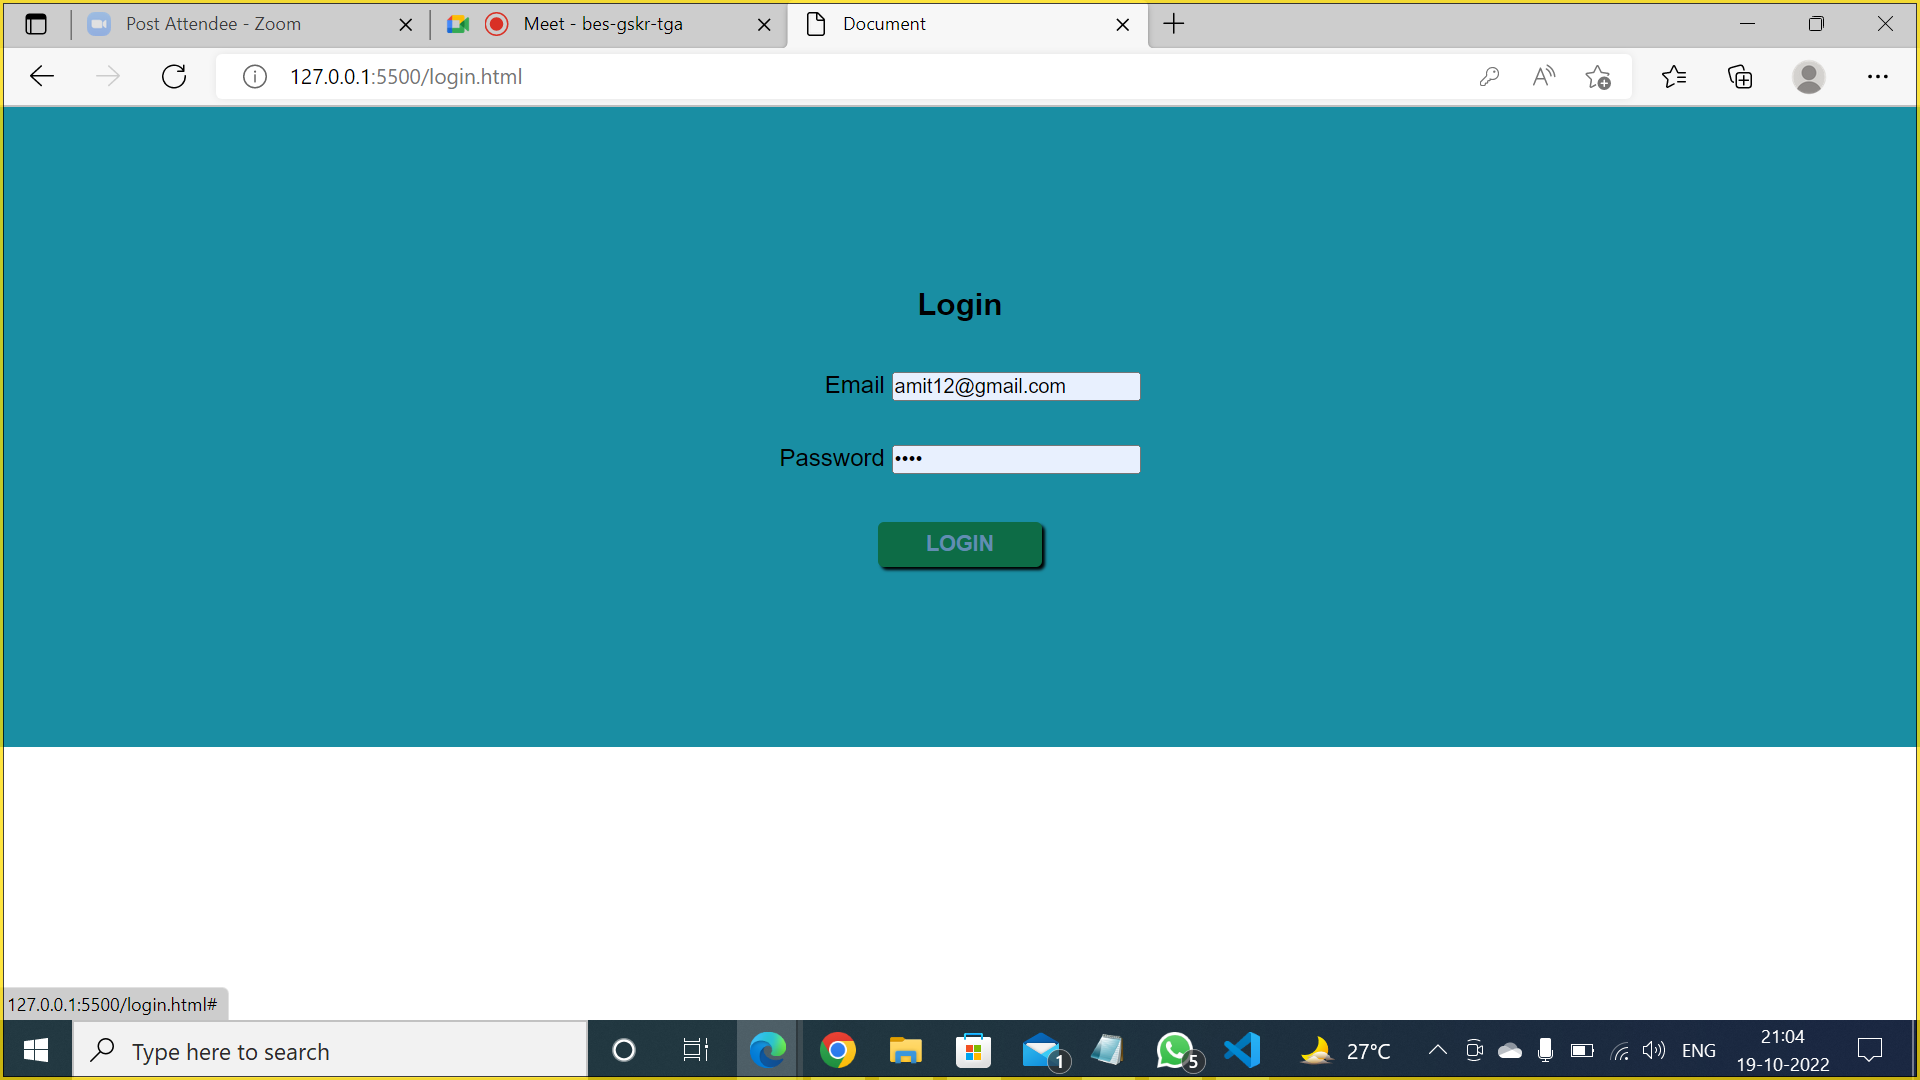 Post Attendee - Zoom
Meet - bes-gskr-tga
Document
127.0.0.1:5500/login.html
Login
Email amit12@gmail.com
Password ••••
LOGIN
127.0.0.1:5500/login.html#
Type here to search
1
5
27°C
ENG
21:04
19-10-2022